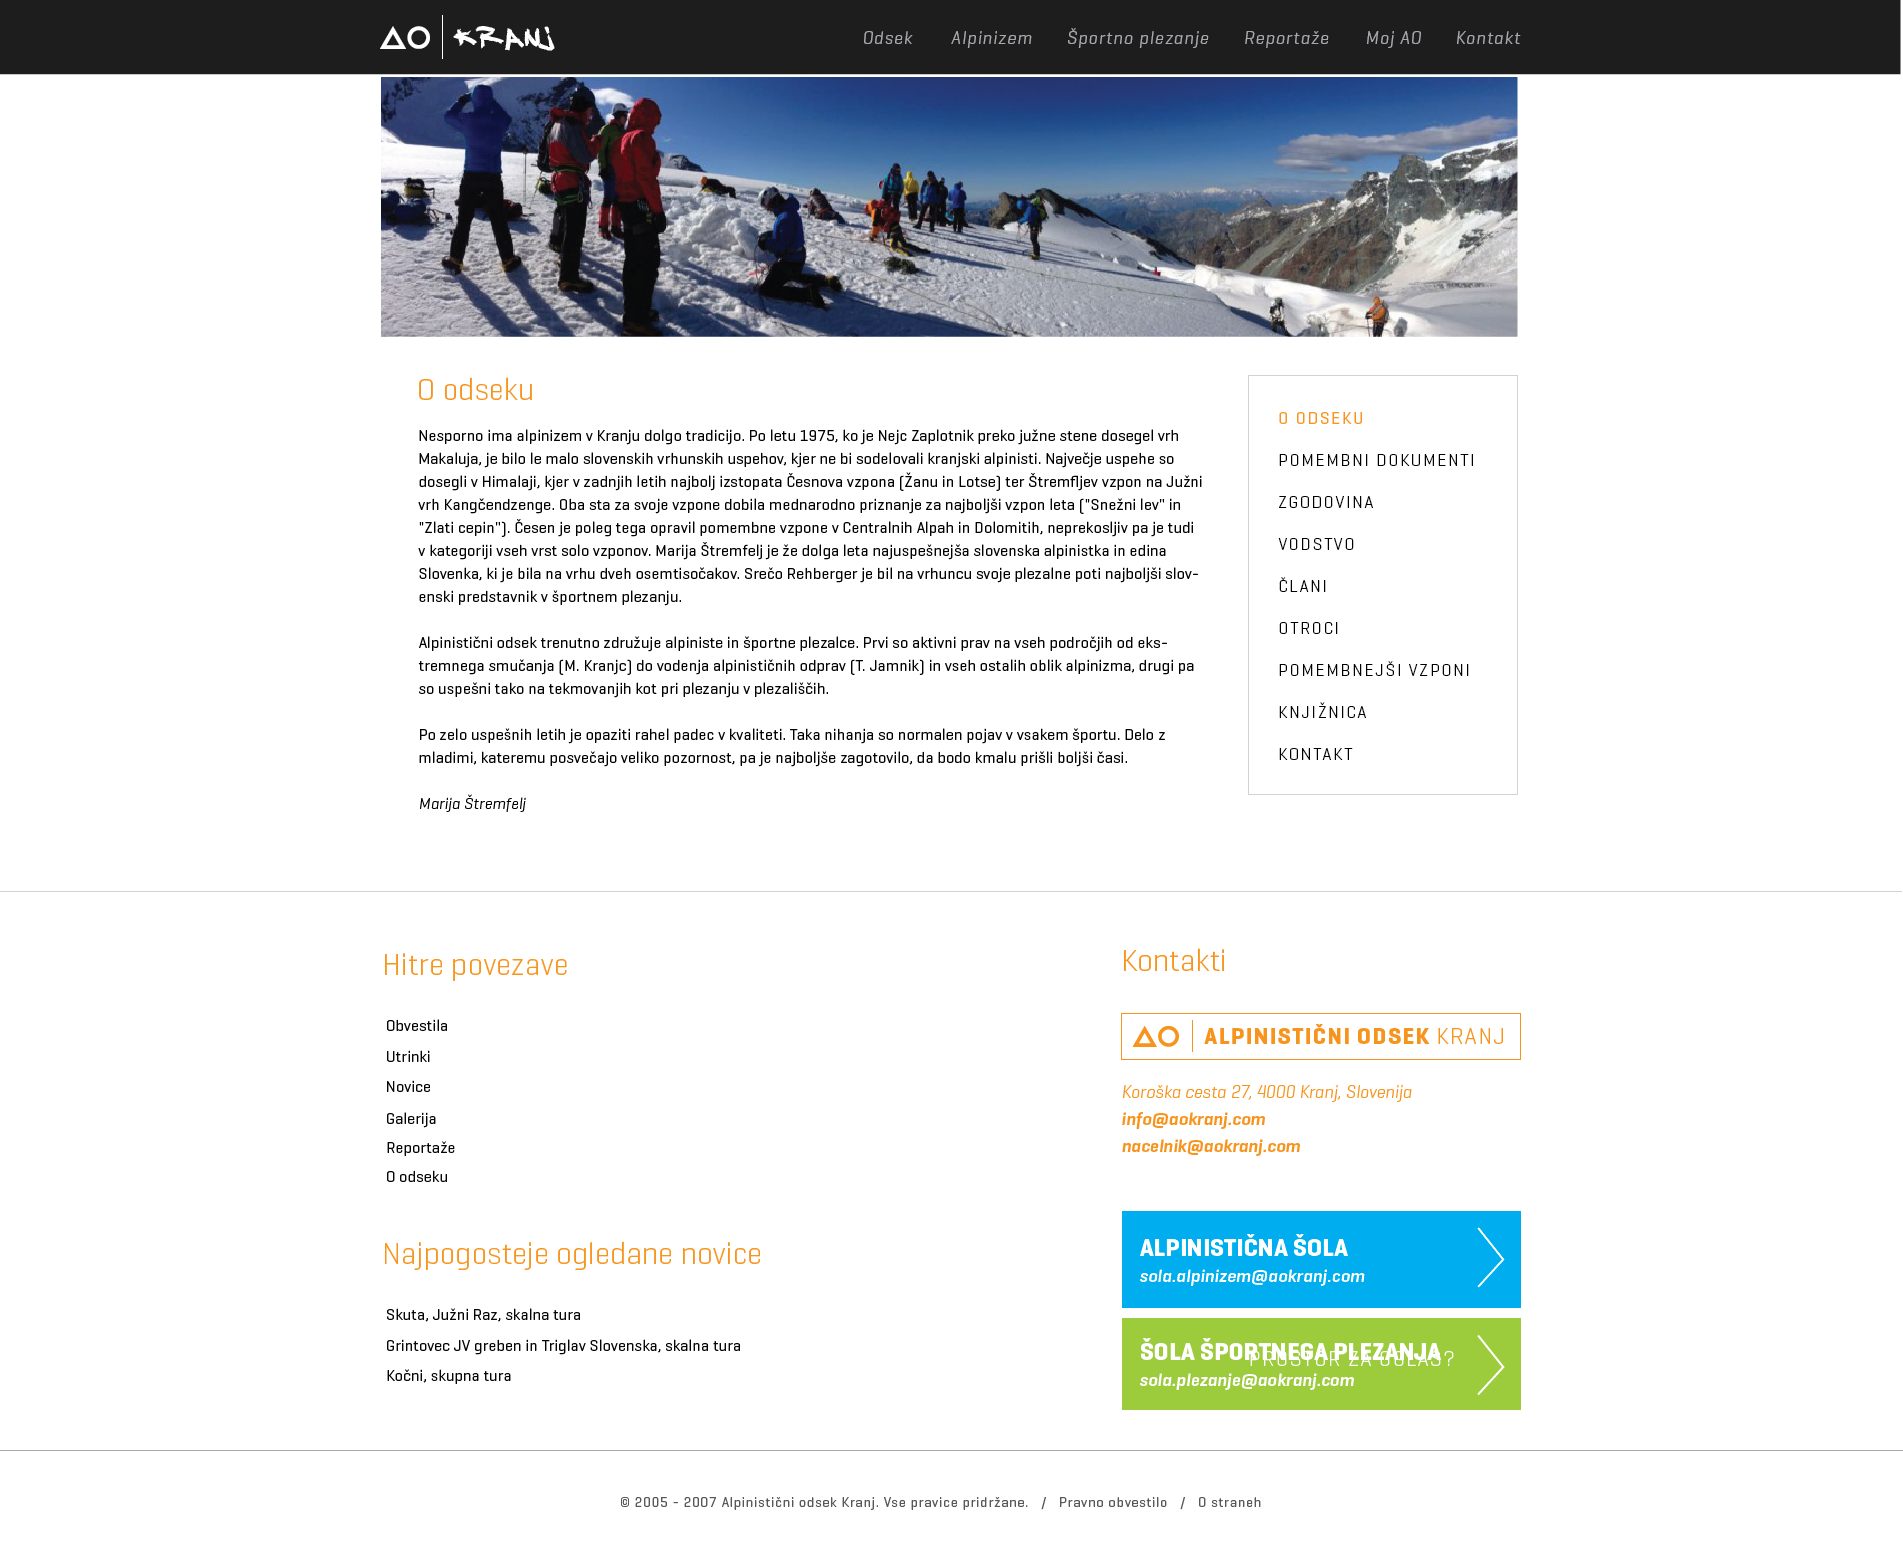 AO KRANJ
Odsek Alpinizem Športno plezanje Reportaže Moj AO Kontakt
O odseku
Nesporno ima alpinizem v Kranju dolgo tradicijo. Po letu 1975, ko je Nejc Zaplotnik preko južne stene dosegel vrh
Makaluja, je bilo le malo slovenskih vrhunskih uspehov, kjer ne bi sodelovali kranjski alpinisti. Največje uspehe so
dosegli v Himalaji, kjer v zadnjih letih najbolj izstopata Česnova vzpona (Žanu in Lotse) ter Štremfljev vzpon na Južni
vrh Kangčendzenge. Oba sta za svoje vzpone dobila mednarodno priznanje za najboljši vzpon leta ("Snežni lev" in
"Zlati cepin"). Česen je poleg tega opravil pomembne vzpone v Centralnih Alpah in Dolomitih, neprekosljiv pa je tudi
v kategoriji vseh vrst solo vzponov. Marija Štremfelj je že dolga leta najuspešnejša slovenska alpinistka in edina
Slovenka, ki je bila na vrhu dveh osemtisočakov. Srečo Rehberger je bil na vrhuncu svoje plezalne poti najboljši slov-
enski predstavnik v športnem plezanju.
Alpinistični odsek trenutno združuje alpiniste in športne plezalce. Prvi so aktivni prav na vseh področjih od eks-
tremnega smučanja (M. Kranjc) do vodenja alpinističnih odprav (T. Jamnik) in vseh ostalih oblik alpinizma, drugi pa
so uspešni tako na tekmovanjih kot pri plezanju v plezališčih.
Po zelo uspešnih letih je opaziti rahel padec v kvaliteti. Taka nihanja so normalen pojav v vsakem športu. Delo z
mladimi, kateremu posvečajo veliko pozornost, pa je najboljše zagotovilo, da bodo kmalu prišli boljši časi.
Marija Štremfelj
O ODSEKU
POMEMBNI DOKUMENTI
ZGODOVINA
VODSTVO
ČLANI
OTROCI
POMEMBNEJŠI VZPONI
KNJIŽNICA
KONTAKT
Hitre povezave
Obvestila
Utrinki
Novice
Galerija
Reportaže
O odseku
Najpogosteje ogledane novice
Skuta, Južni Raz, skalna tura
Grintovec JV greben in Triglav Slovenska, skalna tura
Kočni, skupna tura
Kontakti
AO ALPINISTIČNI ODSEK KRANJ
Koroška cesta 27, 4000 Kranj, Slovenija
info@aokranj.com
nacelnik@aokranj.com
ALPINISTIČNA ŠOLA
sola.alpinizem@aokranj.com
ŠOLA ŠPORTNEGA PLEZANJA
PROSTOR ZA OGLAS?
sola.plezanje@aokranj.com
© 2005 - 2007 Alpinistični odsek Kranj. Vse pravice pridržane. / Pravno obvestilo / O straneh